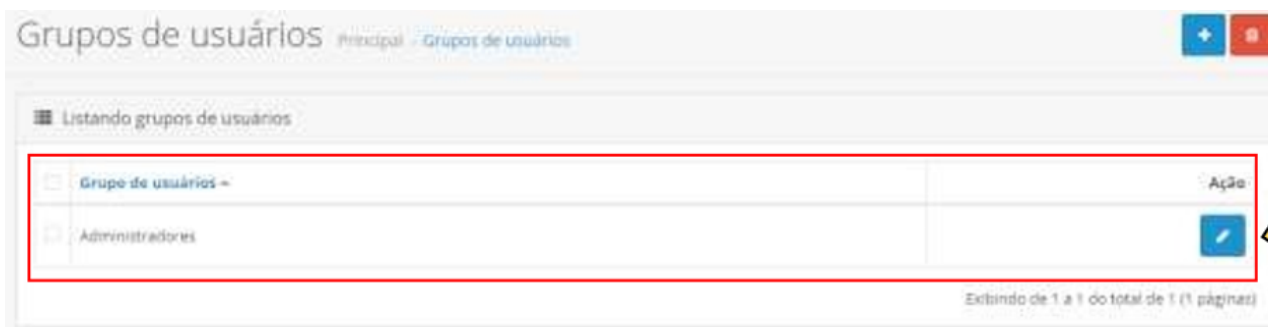 Grupos de usuários Principal - Grupos de usuários
Listando grupos de usuários
Grupo de usuários
Ação
Administradores
Exibindo de 1 a 1 do total de 1 (1 páginas)